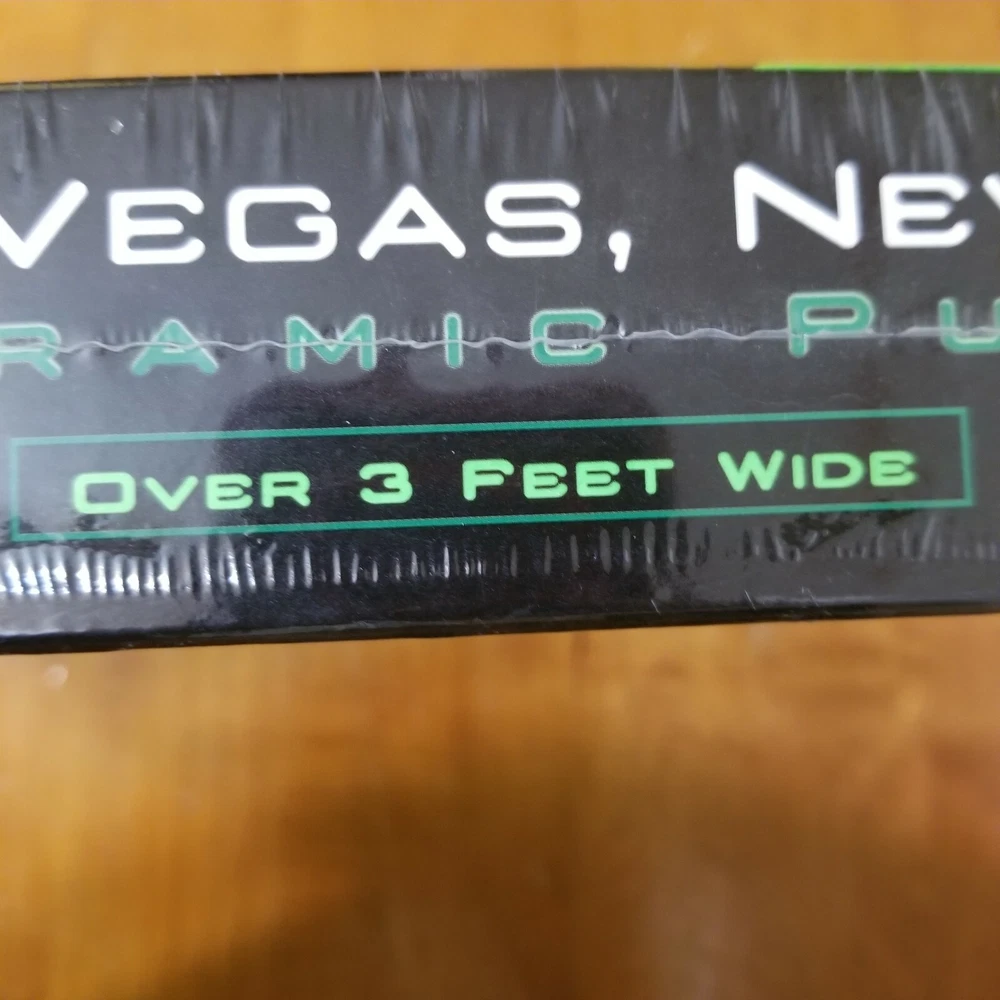 VEGAS, NEV
RAMIC PU
OVER 3 FEET WIDE